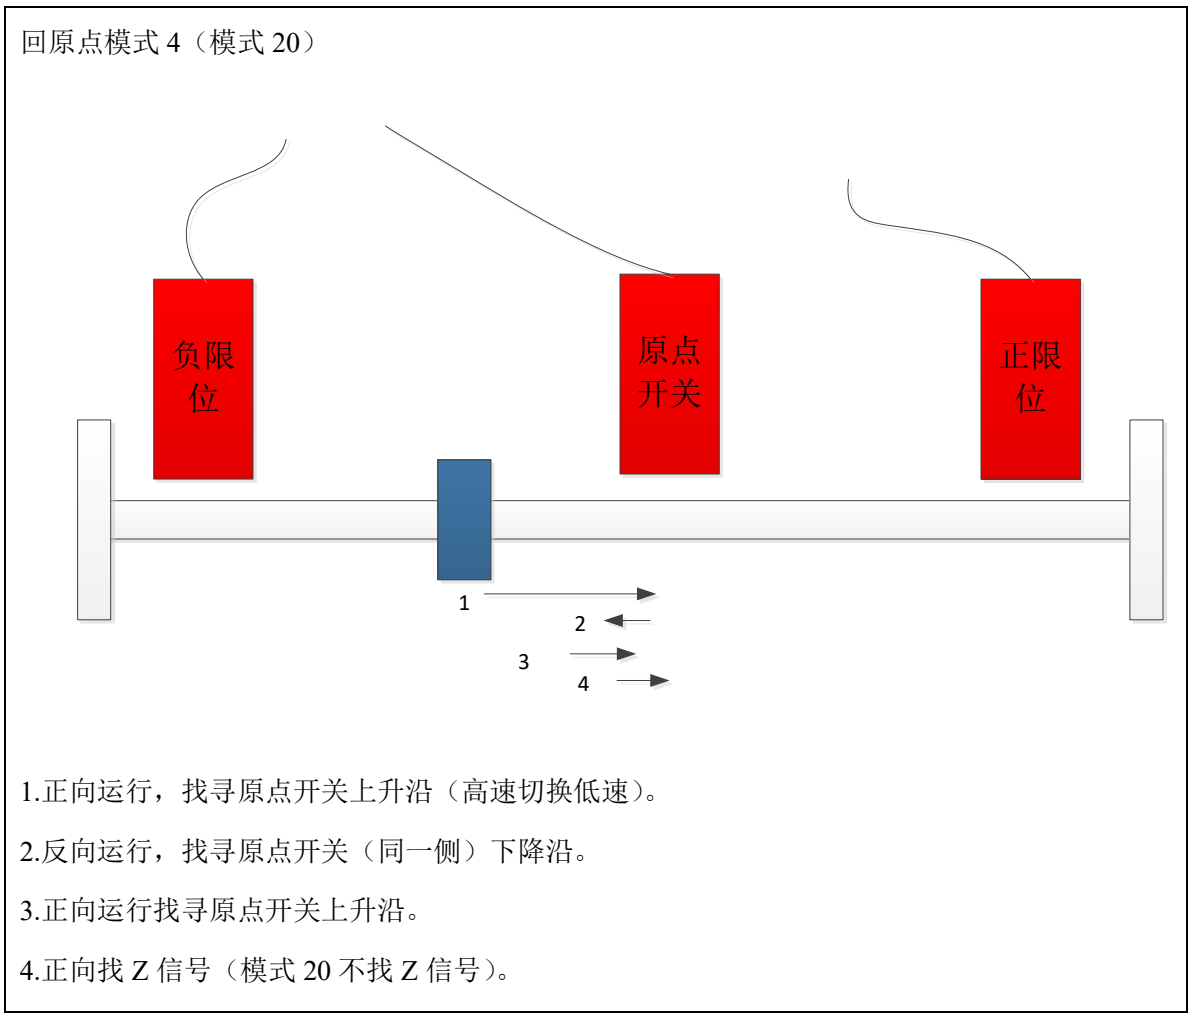 回原点模式 4（模式 20）
负限
位
原点
开关
正限
位
1
2
3
4
1.正向运行，找寻原点开关上升沿（高速切换低速）。
2.反向运行，找寻原点开关（同一侧）下降沿。
3.正向运行找寻原点开关上升沿。
4.正向找 Z 信号（模式 20 不找 Z 信号）。